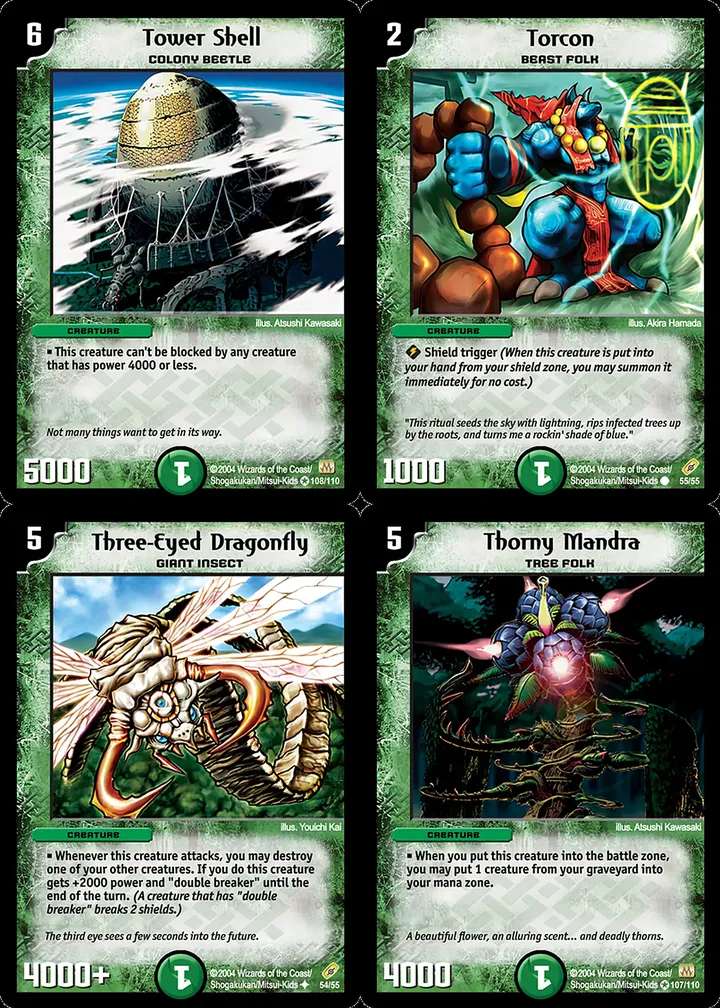 6
Tower Shell
COLONY BEETLE
illus. Atsushi Kawasaki
CREATURE
▪ This creature can't be blocked by any creature
that has power 4000 or less.
Not many things want to get in its way.
5000
1
©2004 Wizards of the Coast/
Shogakukan/Mitsui-Kids ✪108/110
2
Torcon
BEAST FOLK
illus. Akira Hamada
CREATURE
Shield trigger (When this creature is put into
your hand from your shield zone, you may summon it
immediately for no cost.)
"This ritual seeds the sky with lightning, rips infected trees up
by the roots, and turns me a rockin' shade of blue."
1000
1
©2004 Wizards of the Coast/
Shogakukan/Mitsui-Kids ● 55/55
5
Three-Eyed Dragonfly
GIANT INSECT
illus. Youichi Kai
CREATURE
▪ Whenever this creature attacks, you may destroy
one of your other creatures. If you do this creature
gets +2000 power and "double breaker" until the
end of the turn. (A creature that has "double
breaker" breaks 2 shields.)
The third eye sees a few seconds into the future.
4000+
1
©2004 Wizards of the Coast/
Shogakukan/Mitsui-Kids ✦ 54/55
5
Thorny Mandra
TREE FOLK
illus. Atsushi Kawasaki
CREATURE
▪ When you put this creature into the battle zone,
you may put 1 creature from your graveyard into
your mana zone.
A beautiful flower, an alluring scent... and deadly thorns.
4000
1
©2004 Wizards of the Coast/
Shogakukan/Mitsui-Kids ✪107/110